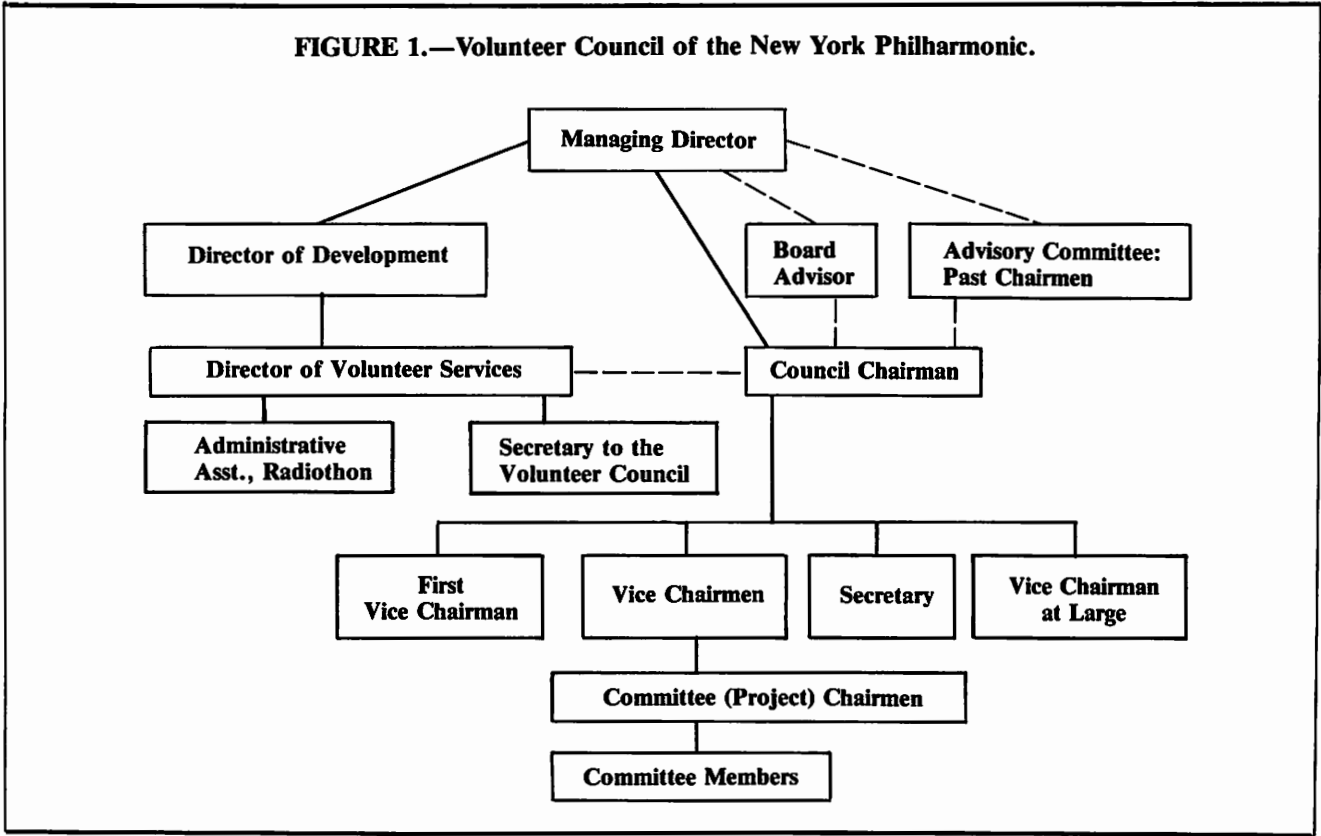 FIGURE 1.—Volunteer Council of the New York Philharmonic.
Managing Director
Director of Development
Board
Advisor
Advisory Committee:
Past Chairmen
Director of Volunteer Services
Council Chairman
Administrative
Asst., Radiothon
Secretary to the
Volunteer Council
First
Vice Chairman
Vice Chairmen
Secretary
Vice Chairman
at Large
Committee (Project) Chairmen
Committee Members